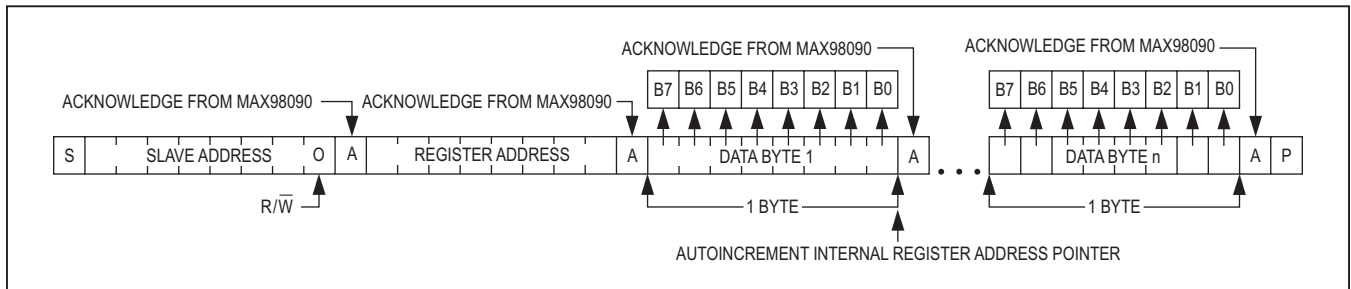 ACKNOWLEDGE FROM MAX98090
ACKNOWLEDGE FROM MAX98090
B7 B6 B5 B4 B3 B2 B1 B0
B7 B6 B5 B4 B3 B2 B1 B0
ACKNOWLEDGE FROM MAX98090
ACKNOWLEDGE FROM MAX98090
S SLAVE ADDRESS O A REGISTER ADDRESS A DATA BYTE 1 A • • • DATA BYTE n A P
R/W̅
1 BYTE
1 BYTE
AUTOINCREMENT INTERNAL REGISTER ADDRESS POINTER